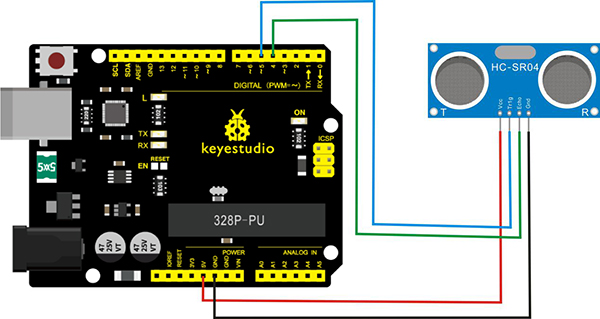 SCL
SDA
AREF
GND
13
12
~11
~10
~9
8
7
~6
~5
4
~3
2
TX→1
RX←0
DIGITAL (PWM=~)
L
TX
RX
RESET
EN
ON
ICSP
keyestudio
5x5
102
328P-PU
47
25V
VT
47
25V
VT
POWER
ANALOG IN
IOREF
RESET
3V3
5V
GND
GND
VIN
A0
A1
A2
A3
A4
A5
HC-SR04
T
R
Vcc
Trig
Echo
Gnd